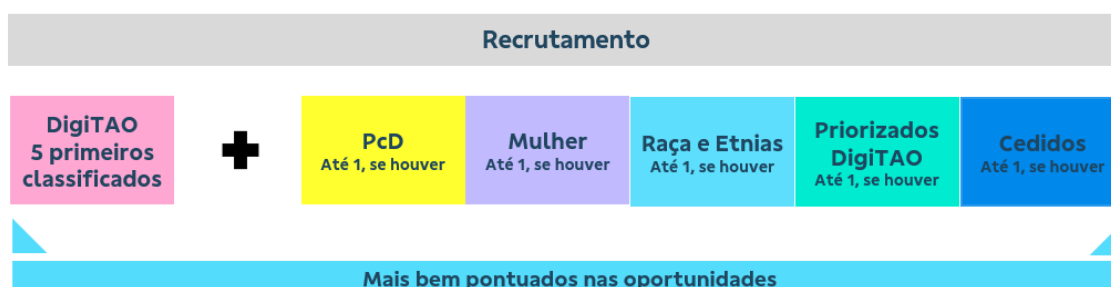 Recrutamento
DigiTAO
5 primeiros
classificados
PcD
Até 1, se houver
Mulher
Até 1, se houver
Raça e Etnias
Até 1, se houver
Priorizados
DigiTAO
Até 1, se houver
Cedidos
Até 1, se houver
Mais bem pontuados nas oportunidades